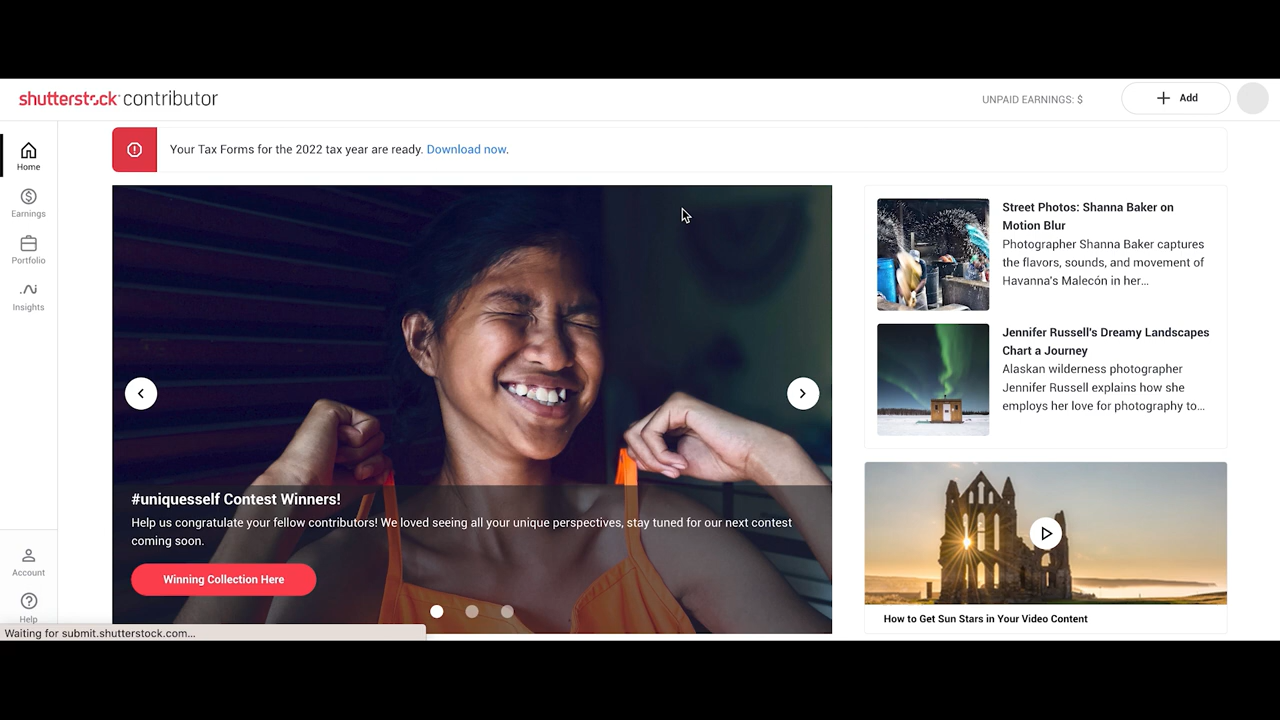 shutterstock contributor
UNPAID EARNINGS: $
Add
Home
Earnings
Portfolio
Insights
Account
Help
Your Tax Forms for the 2022 tax year are ready. Download now.
#uniquesself Contest Winners!
Help us congratulate your fellow contributors! We loved seeing all your unique perspectives, stay tuned for our next contest
coming soon.
Winning Collection Here
Street Photos: Shanna Baker on
Motion Blur
Photographer Shanna Baker captures
the flavors, sounds, and movement of
Havanna's Malecón in her...
Jennifer Russell's Dreamy Landscapes
Chart a Journey
Alaskan wilderness photographer
Jennifer Russell explains how she
employs her love for photography to...
How to Get Sun Stars in Your Video Content
Waiting for submit.shutterstock.com...